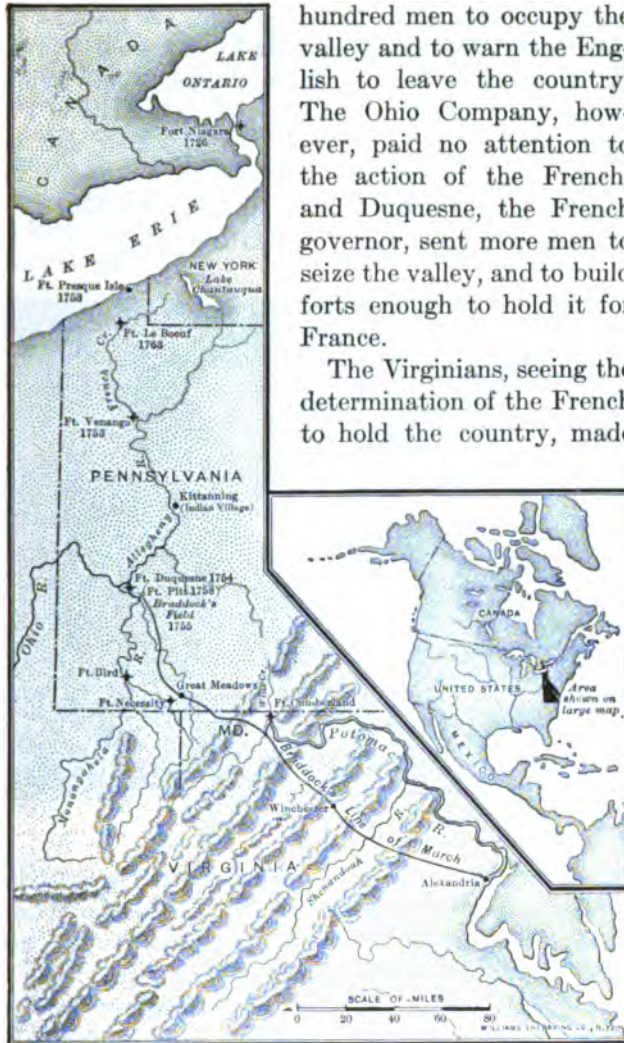 hundred men to occupy the
valley and to warn the Eng-
lish to leave the country
The Ohio Company, how-
ever, paid no attention to
the action of the French
and Duquesne, the French
governor, sent more men to
seize the valley, and to build
forts enough to hold it for
France.
The Virginians, seeing the
determination of the French
to hold the country, made
CANADA
LAKE
ONTARIO
Fort Niagara
1726
LAKE ERIE
Ft. Presque Isle
1753
NEW YORK
Lake
Chautauqua
Ft. Le Boeuf
1753
Venango Cr.
Ft. Venango
1753
PENNSYLVANIA
Kittanning
(Indian Village)
Allegheny R.
Ft. Duquesne 1754
(Ft. Pitt 1758)
Braddock's
Field
1755
Ohio R.
R.
Ft. Bird
Great Meadows
Ft. Necessity
Ft. Cumberland
MD.
Monongahela
Potomac
R.
Braddock's Line of March
Winchester
VIRGINIA
Shenandoah R.
Alexandria
CANADA
UNITED STATES
MEXICO
Area
shown on
large map
SCALE OF MILES
0 20 40 60 80
WILLIAMS ENGRAVING CO., N.Y.